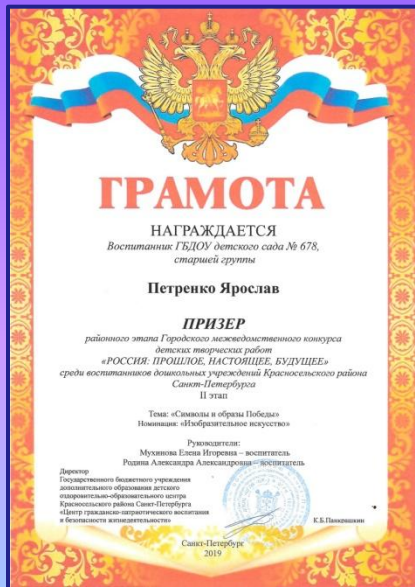 ГРАМОТА
НАГРАЖДАЕТСЯ
Воспитанник ГБДОУ детского сада № 678,
старшей группы
Петренко Ярослав
ПРИЗЕР
районного этапа Городского межведомственного конкурса
детских творческих работ
«РОССИЯ: ПРОШЛОЕ, НАСТОЯЩЕЕ, БУДУЩЕЕ»
среди воспитанников дошкольных учреждений Красносельского района
Санкт-Петербурга
II этап
Тема: «Символы и образы Победы»
Номинация: «Изобразительное искусство»
Руководители:
Мухинова Елена Игоревна – воспитатель
Родина Александра Александровна – воспитатель
Директор
Государственного бюджетного учреждения
дополнительного образования детского
оздоровительно-образовательного центра
Красносельского района Санкт-Петербурга
«Центр гражданско-патриотического воспитания
и безопасности жизнедеятельности»
К.Б.Панкрашкин
Санкт-Петербург
2019